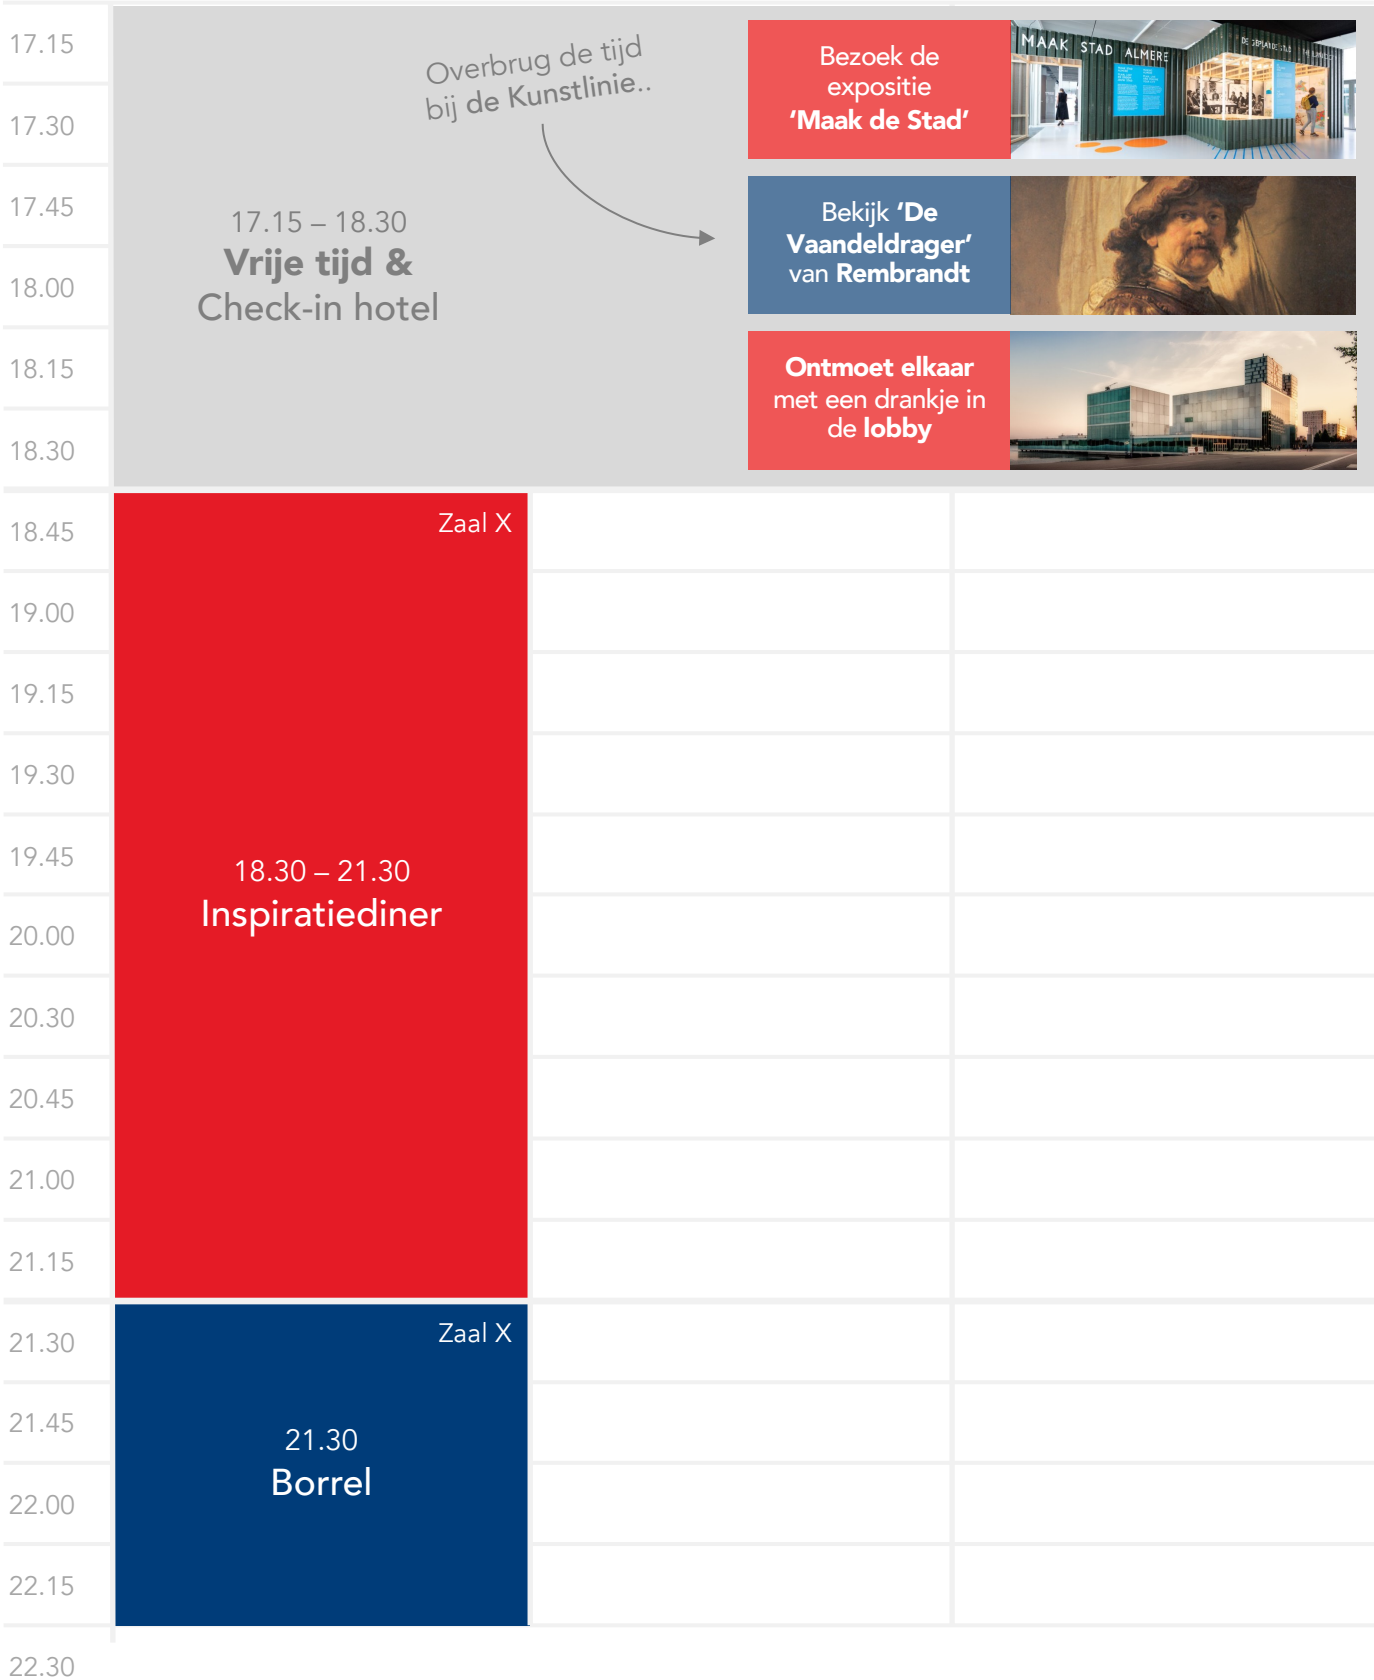 17.15
17.30
17.45
18.00
18.15
18.30
Overbrug de tijd
bij de Kunstlinie..
17.15 – 18.30
Vrije tijd &
Check-in hotel
Bezoek de
expositie
‘Maak de Stad’
MAAK STAD ALMERE
Bekijk ‘De
Vaandeldrager’
van Rembrandt
Ontmoet elkaar
met een drankje in
de lobby
18.45
19.00
19.15
19.30
19.45
20.00
20.30
20.45
21.00
21.15
Zaal X
18.30 – 21.30
Inspiratiediner
21.30
21.45
22.00
22.15
22.30
Zaal X
21.30
Borrel